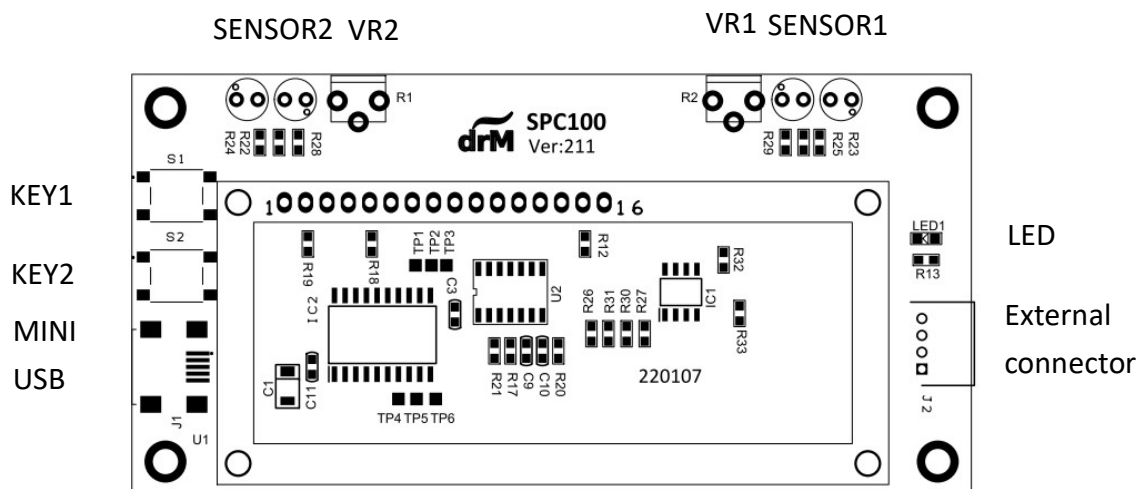 SENSOR2 VR2
VR1 SENSOR1
R1
R2
drM
SPC100
Ver:211
R24
R22
R28
R29
R25
R23
S1
KEY1
1
16
S2
KEY2
LED1
LED
R13
R19
R18
TP1
TP2
TP3
R12
R32
IC2
C3
U2
R26
R31
R30
R27
IC1
R33
MINI
USB
External
connector
C1
C11
R21
R17
C9
C10
R20
220107
TP4 TP5 TP6
J1
U1
J2